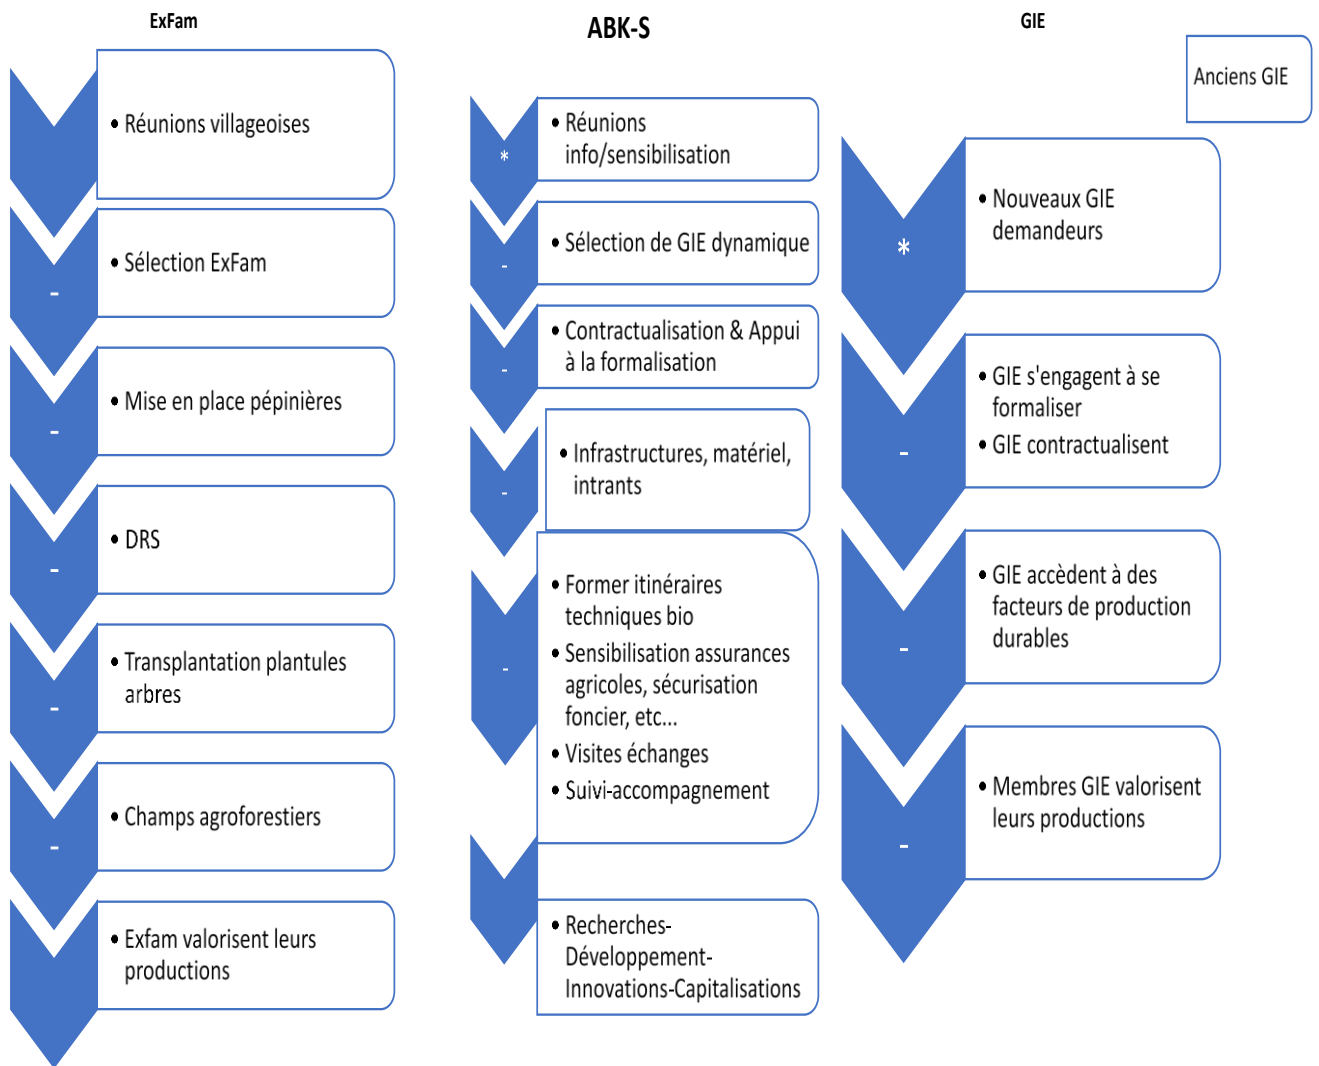 ExFam
• Réunions villageoises
-
• Sélection ExFam
-
• Mise en place pépinières
-
• DRS
-
• Transplantation plantules
arbres
-
• Champs agroforestiers
• Exfam valorisent leurs
productions
ABK-S
*
• Réunions
info/sensibilisation
-
• Sélection de GIE dynamique
-
• Contractualisation & Appui
à la formalisation
-
• Infrastructures, matériel,
intrants
-
• Former itinéraires
techniques bio
• Sensibilisation assurances
agricoles, sécurisation
foncier, etc...
• Visites échanges
• Suivi-accompagnement
• Recherches-
Développement-
Innovations-Capitalisations
GIE
Anciens GIE
*
• Nouveaux GIE
demandeurs
-
• GIE s'engagent à se
formaliser
• GIE contractualisent
-
• GIE accèdent à des
facteurs de production
durables
-
• Membres GIE valorisent
leurs productions